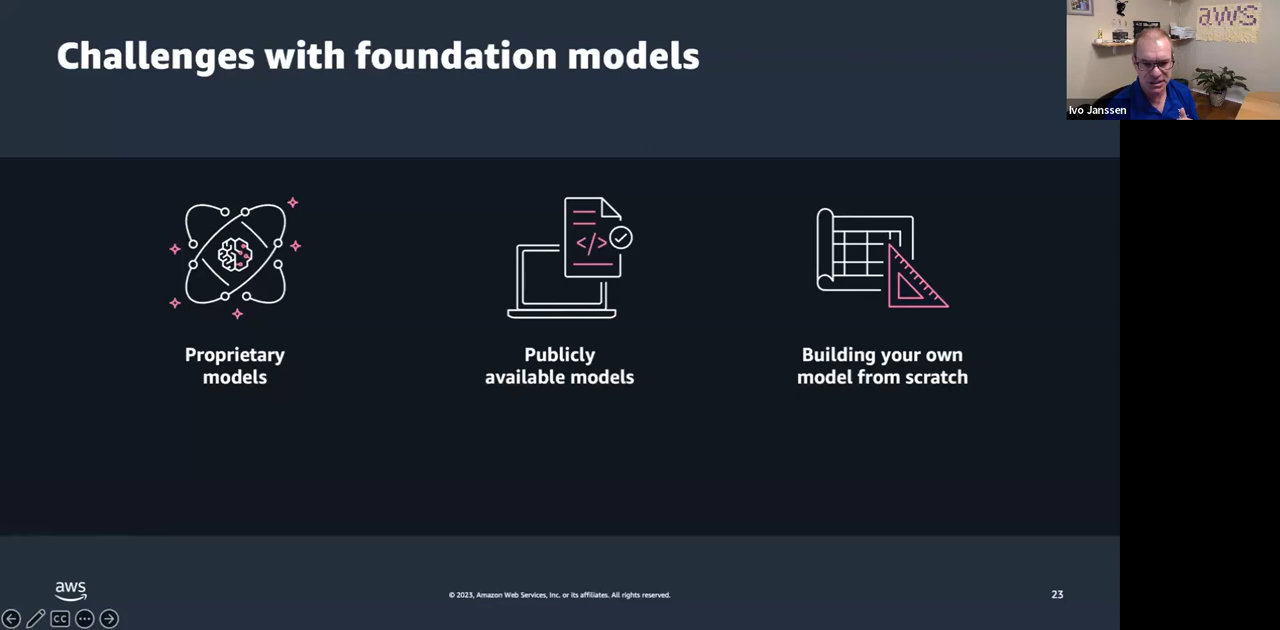 Challenges with foundation models
aws
Ivo Janssen
</>
Proprietary
models
Publicly
available models
Building your own
model from scratch
aws
© 2023, Amazon Web Services, Inc. or its affiliates. All rights reserved.
23
CC